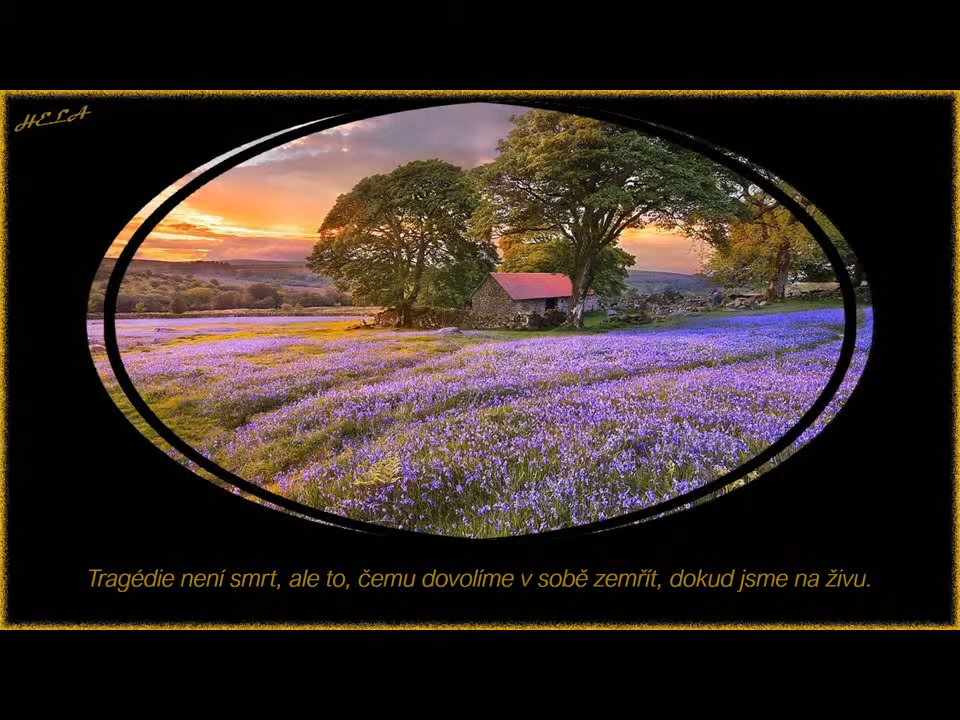 HELA
Tragédie není smrt, ale to, čemu dovolíme v sobě zemřít, dokud jsme na živu.